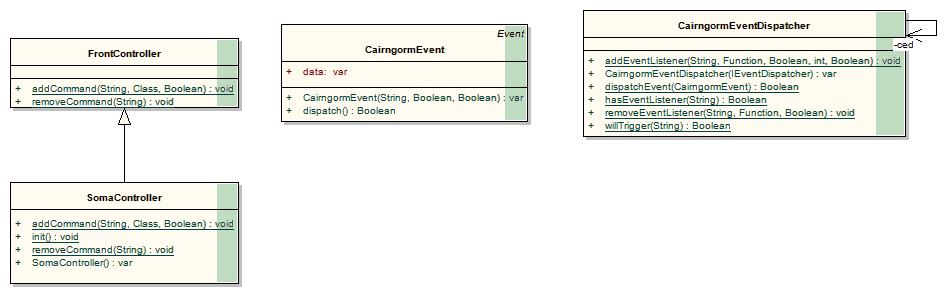 FrontController
+ addCommand(String, Class, Boolean) : void
+ removeCommand(String) : void
SomaController
+ addCommand(String, Class, Boolean) : void
+ init() : void
+ removeCommand(String) : void
+ SomaController() : var
Event
CairngormEvent
+ data: var
+ CairngormEvent(String, Boolean, Boolean) : var
+ dispatch() : Boolean
CairngormEventDispatcher
-ced
+ addEventListener(String, Function, Boolean, int, Boolean) : void
+ CairngormEventDispatcher(IEventDispatcher) : var
+ dispatchEvent(CairngormEvent) : Boolean
+ hasEventListener(String) : Boolean
+ removeEventListener(String, Function, Boolean) : void
+ willTrigger(String) : Boolean